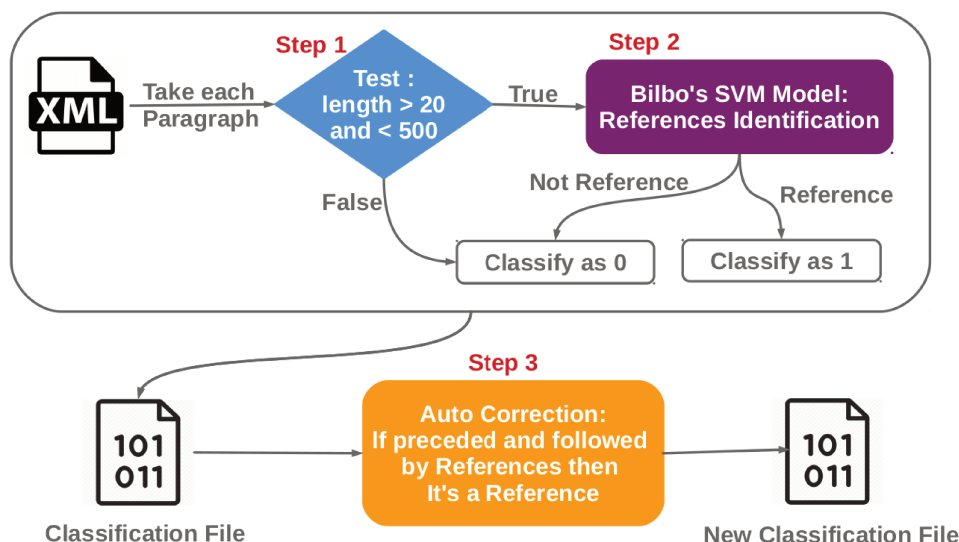 Step 1
Step 2
XML
Take each
Paragraph
Test :
length > 20
and < 500
True
Bilbo's SVM Model:
References Identification
False
Not Reference
Reference
Classify as 0
Classify as 1
Step 3
101
011
Auto Correction:
If preceded and followed
by References then
It's a Reference
101
011
Classification File
New Classification File